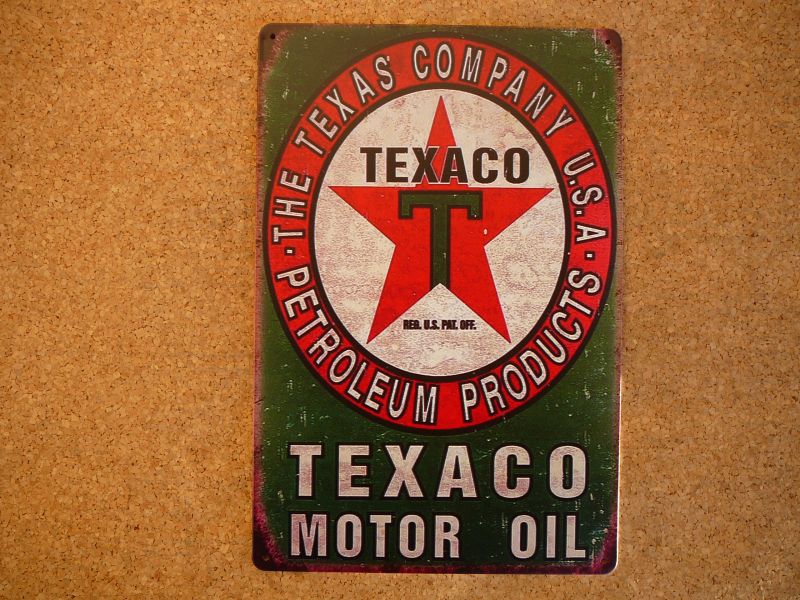 · THE TEXAS COMPANY U.S.A ·
TEXACO
T
REG. U.S. PAT. OFF.
PETROLEUM PRODUCTS
TEXACO
MOTOR OIL